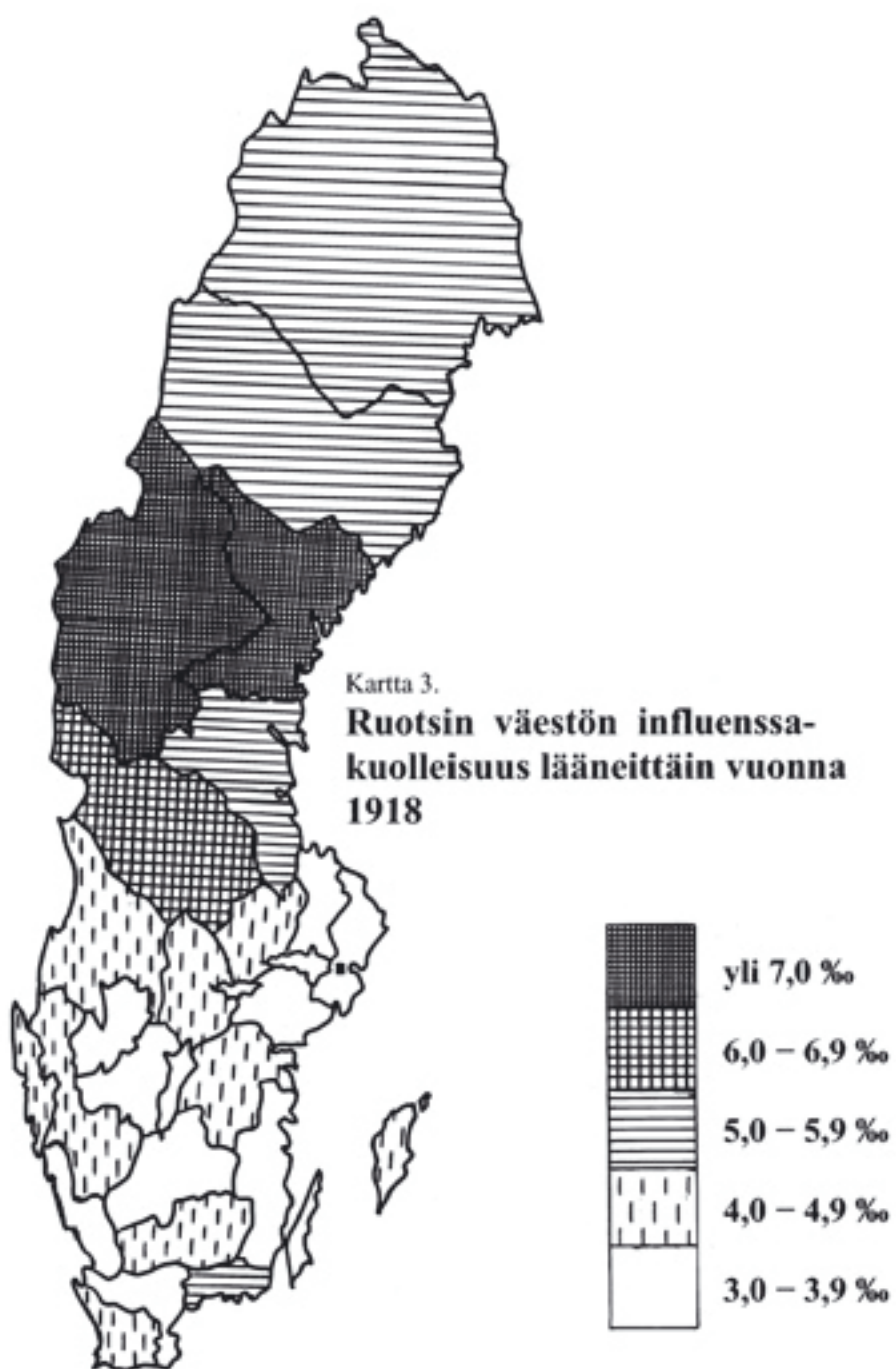 Kartta 3.
Ruotsin väestön influenssa-
kuolleisuus lääneittäin vuonna
1918
yli 7,0 ‰
6,0 – 6,9 ‰
5,0 – 5,9 ‰
4,0 – 4,9 ‰
3,0 – 3,9 ‰